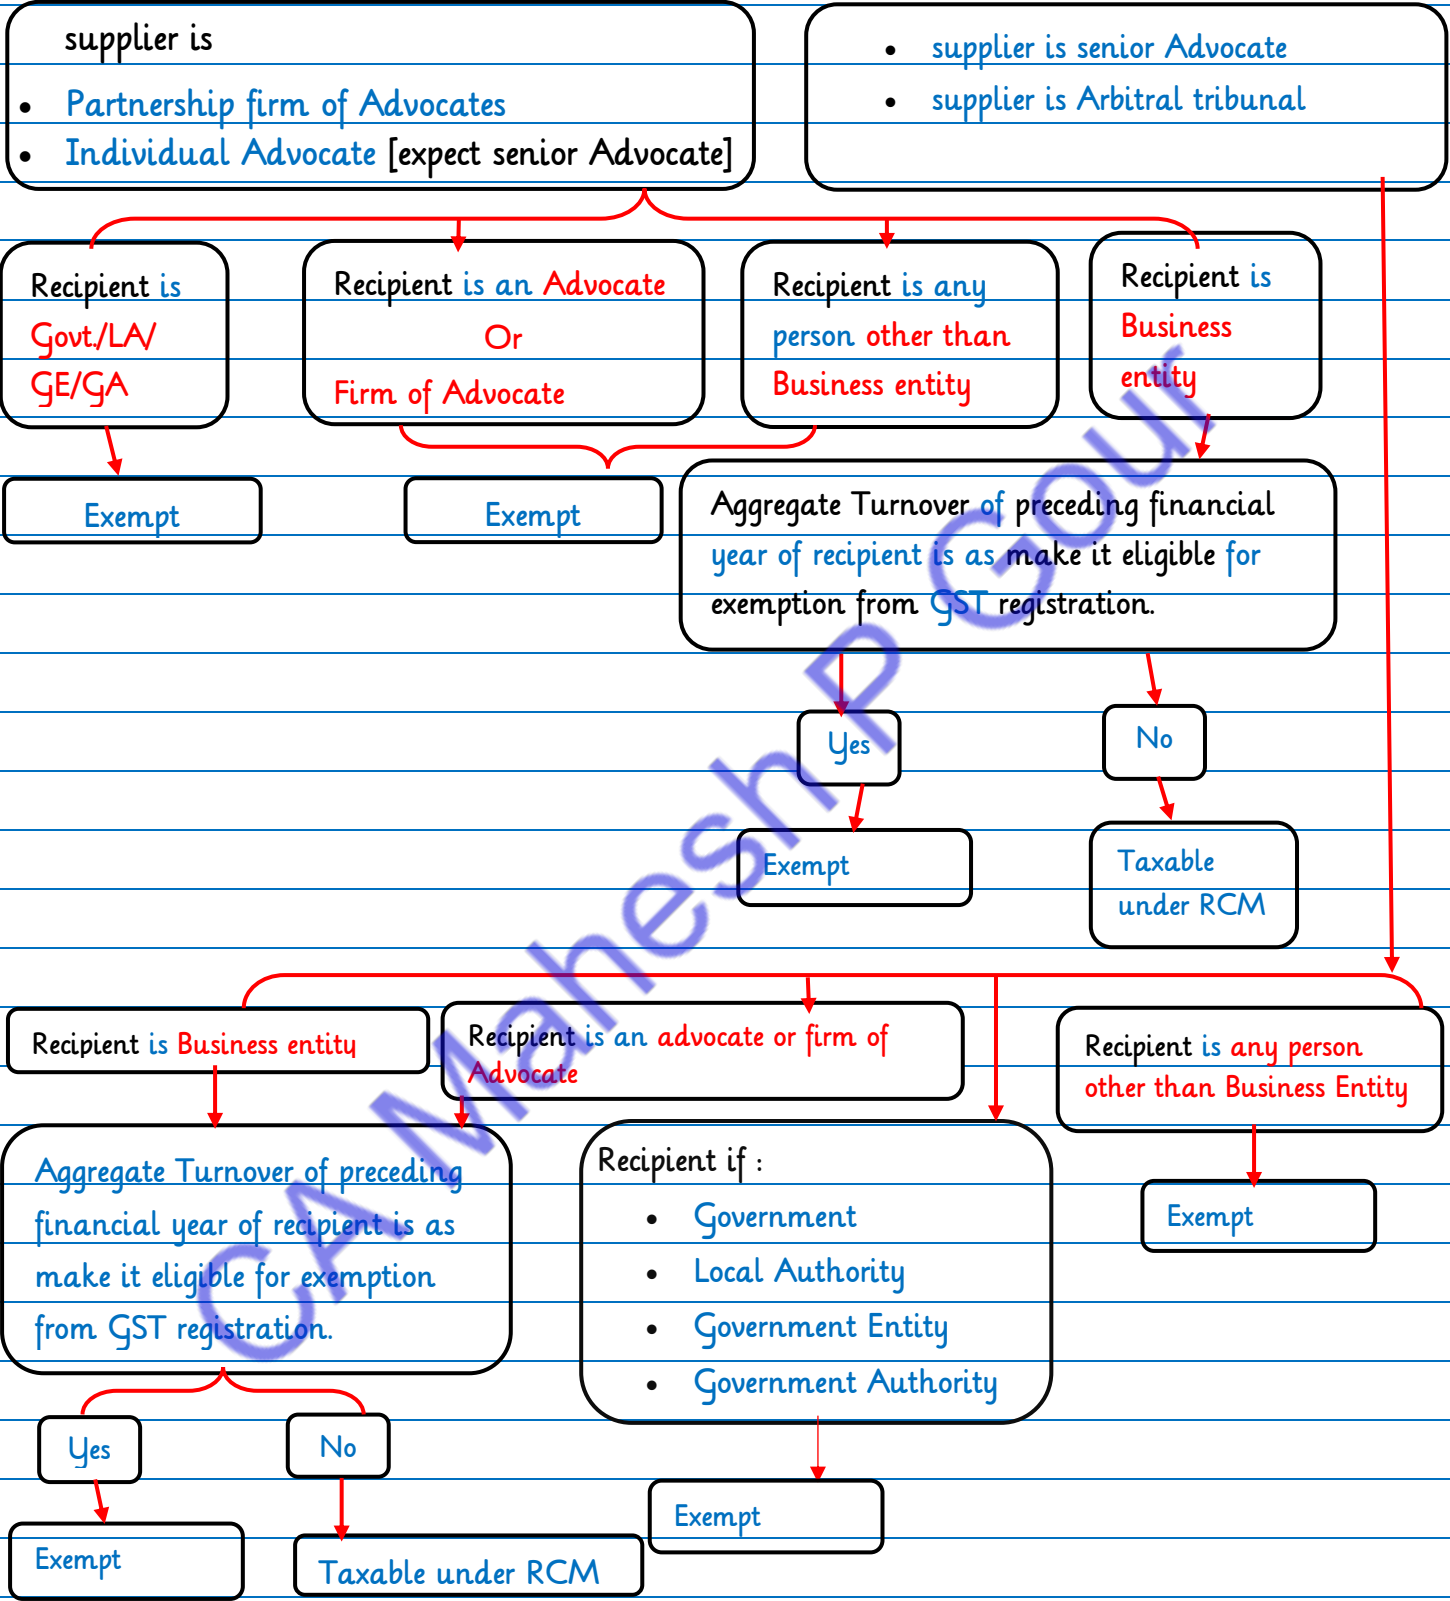 supplier is
• Partnership firm of Advocates
• Individual Advocate [expect senior Advocate]
• supplier is senior Advocate
• supplier is Arbitral tribunal
Recipient is
Govt./LA/
GE/GA
Recipient is an Advocate
Or
Firm of Advocate
Recipient is any
person other than
Business entity
Recipient is
Business
entity
Exempt
Exempt
Aggregate Turnover of preceding financial
year of recipient is as make it eligible for
exemption from GST registration.
Yes
No
Exempt
Taxable
under RCM
Recipient is Business entity
Recipient is an advocate or firm of
Advocate
Recipient is any person
other than Business Entity
Aggregate Turnover of preceding
financial year of recipient is as
make it eligible for exemption
from GST registration.
Recipient if :
• Government
• Local Authority
• Government Entity
• Government Authority
Exempt
Yes
No
Exempt
Taxable under RCM
Exempt
CA Mahesh P Gour